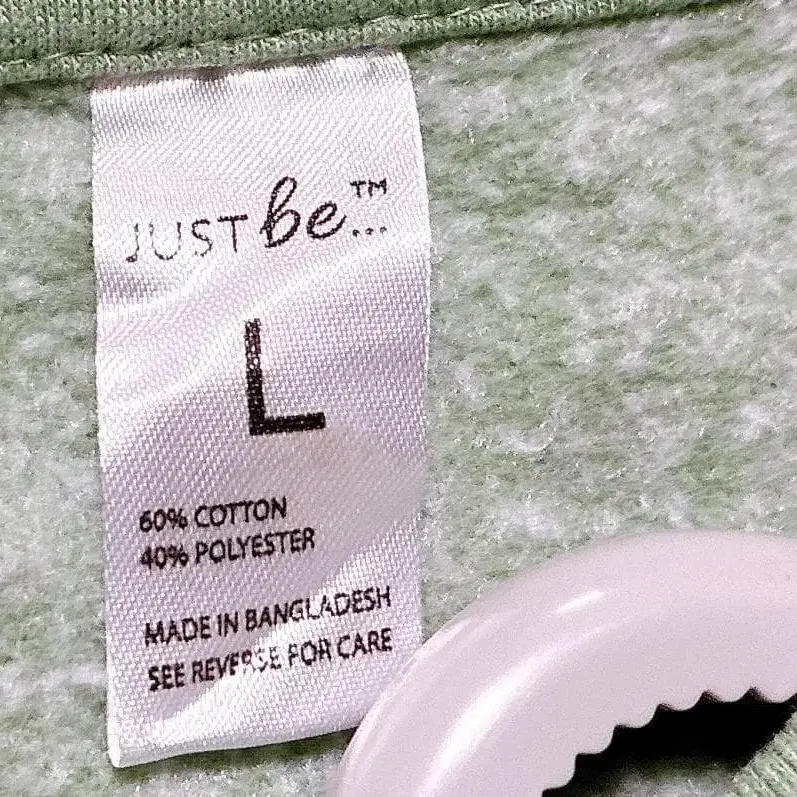 JUST be...™
L
60% COTTON
40% POLYESTER
MADE IN BANGLADESH
SEE REVERSE FOR CARE